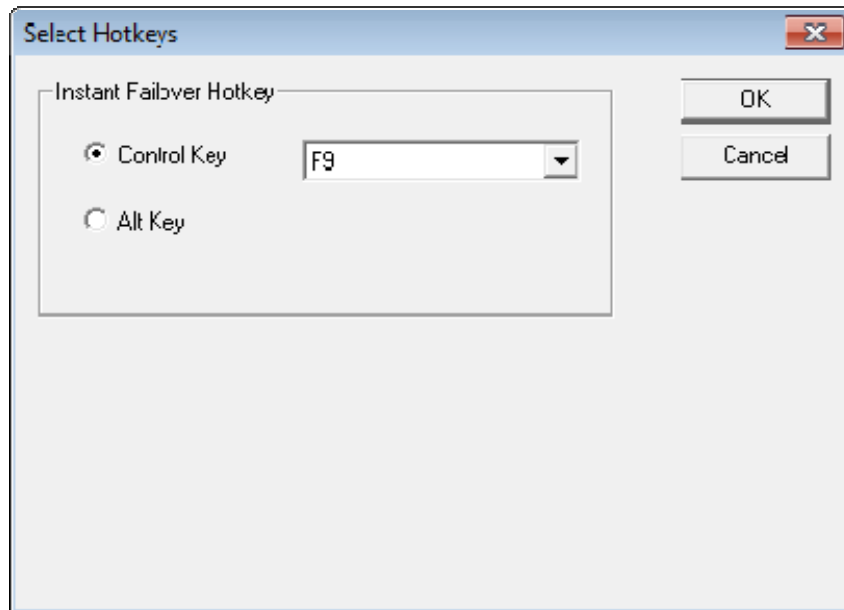 Select Hotkeys
Instant Failover Hotkey
OK
Control Key
F9
Cancel
Alt Key